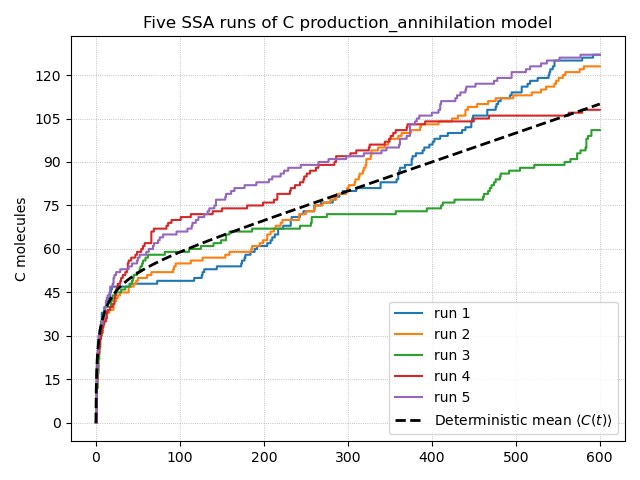 Five SSA runs of C production_annihilation model
C molecules
120
105
90
75
60
45
30
15
0
0 100 200 300 400 500 600
run 1
run 2
run 3
run 4
run 5
Deterministic mean ⟨C(t)⟩